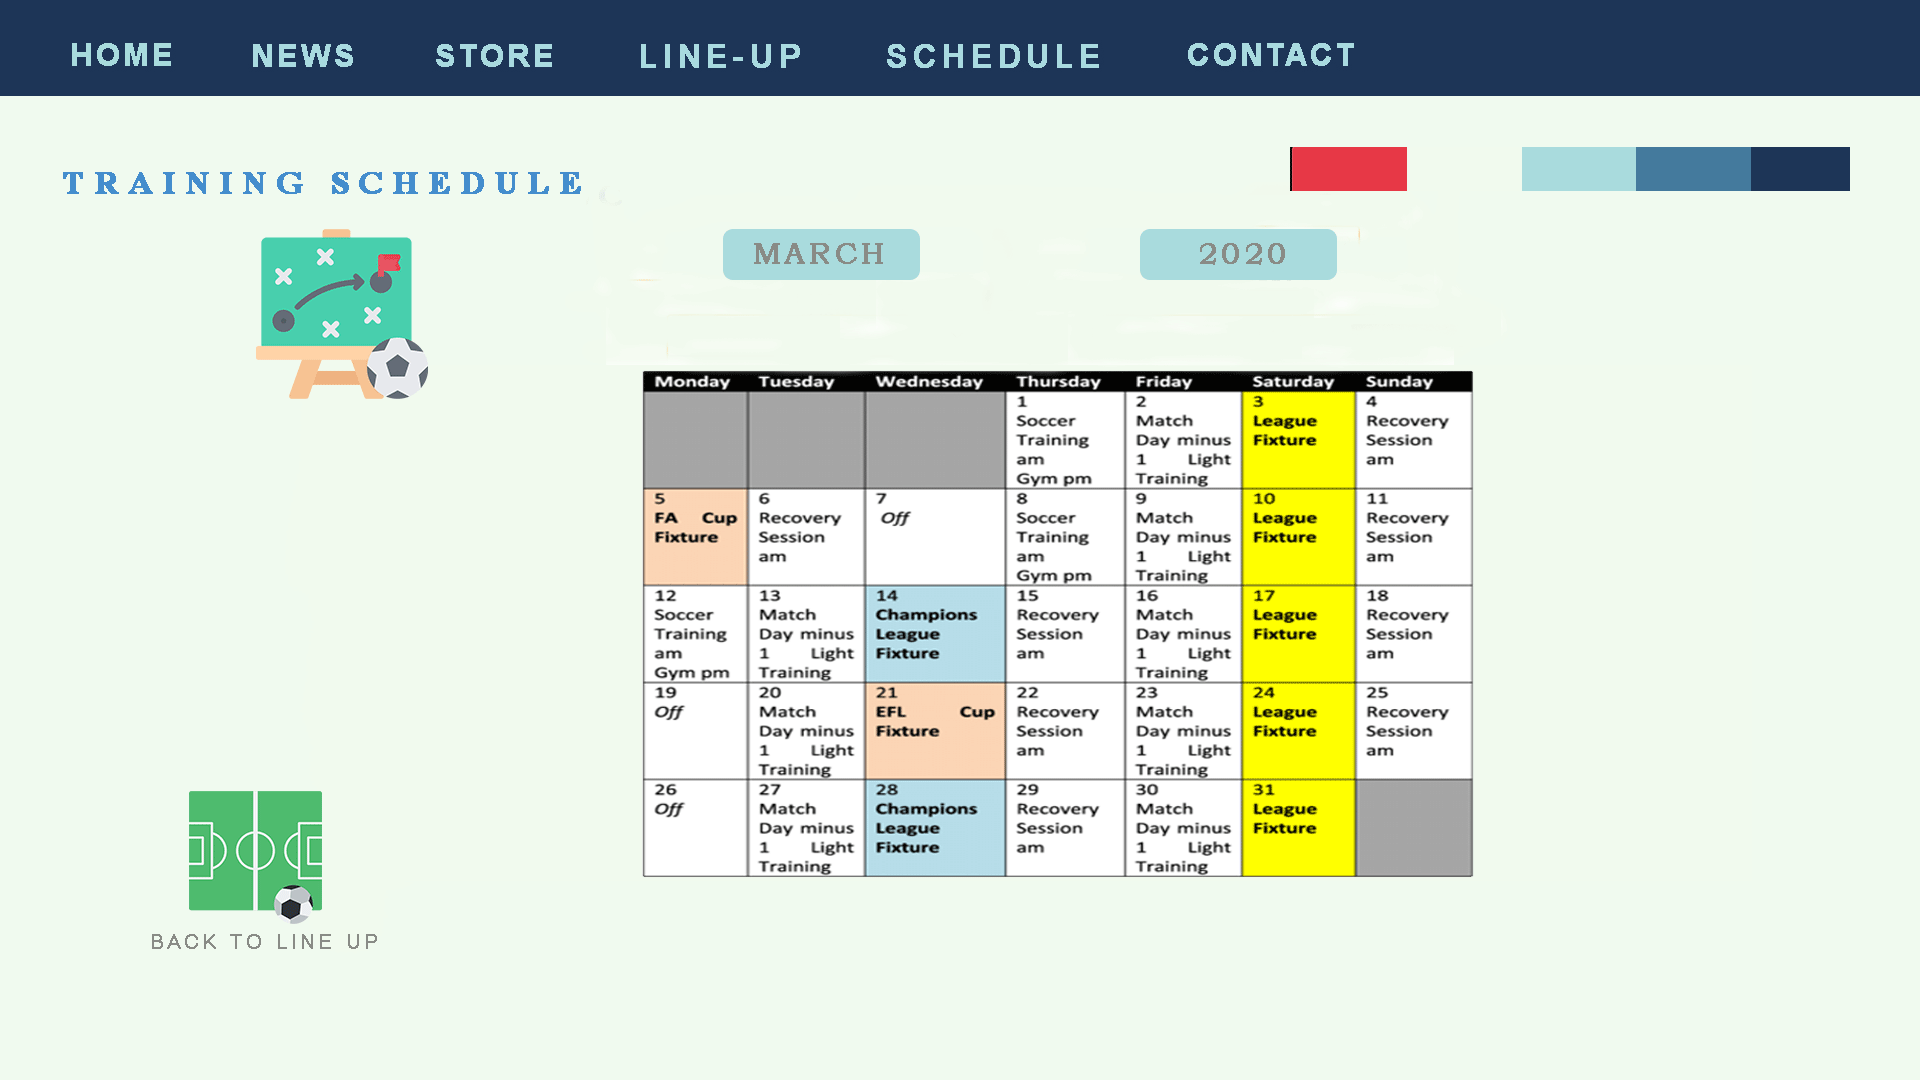 HOME NEWS STORE LINE-UP SCHEDULE CONTACT
TRAINING SCHEDULE
MARCH 2020
Monday Tuesday Wednesday Thursday Friday Saturday Sunday
1 2 3 4
Soccer Match League Recovery
Training Day minus Fixture Session
am 1 Light am
Gym pm Training
5 6 7 8 9 10 11
FA Cup Recovery Off Soccer Match League Recovery
Fixture Session Training Day minus Fixture Session
am am 1 Light am
Gym pm Training
12 13 14 15 16 17 18
Soccer Match Champions Recovery Match League Recovery
Training Day minus League Session Day minus Fixture Session
am 1 Light Fixture am 1 Light am
Gym pm Training Training
19 20 21 22 23 24 25
Off Match EFL Cup Recovery Match League Recovery
Day minus Fixture Session Day minus Fixture Session
1 Light am 1 Light am
Training Training
26 27 28 29 30 31
Off Match Champions Recovery Match League
Day minus League Session Day minus Fixture
1 Light Fixture am 1 Light
Training Training
BACK TO LINE UP